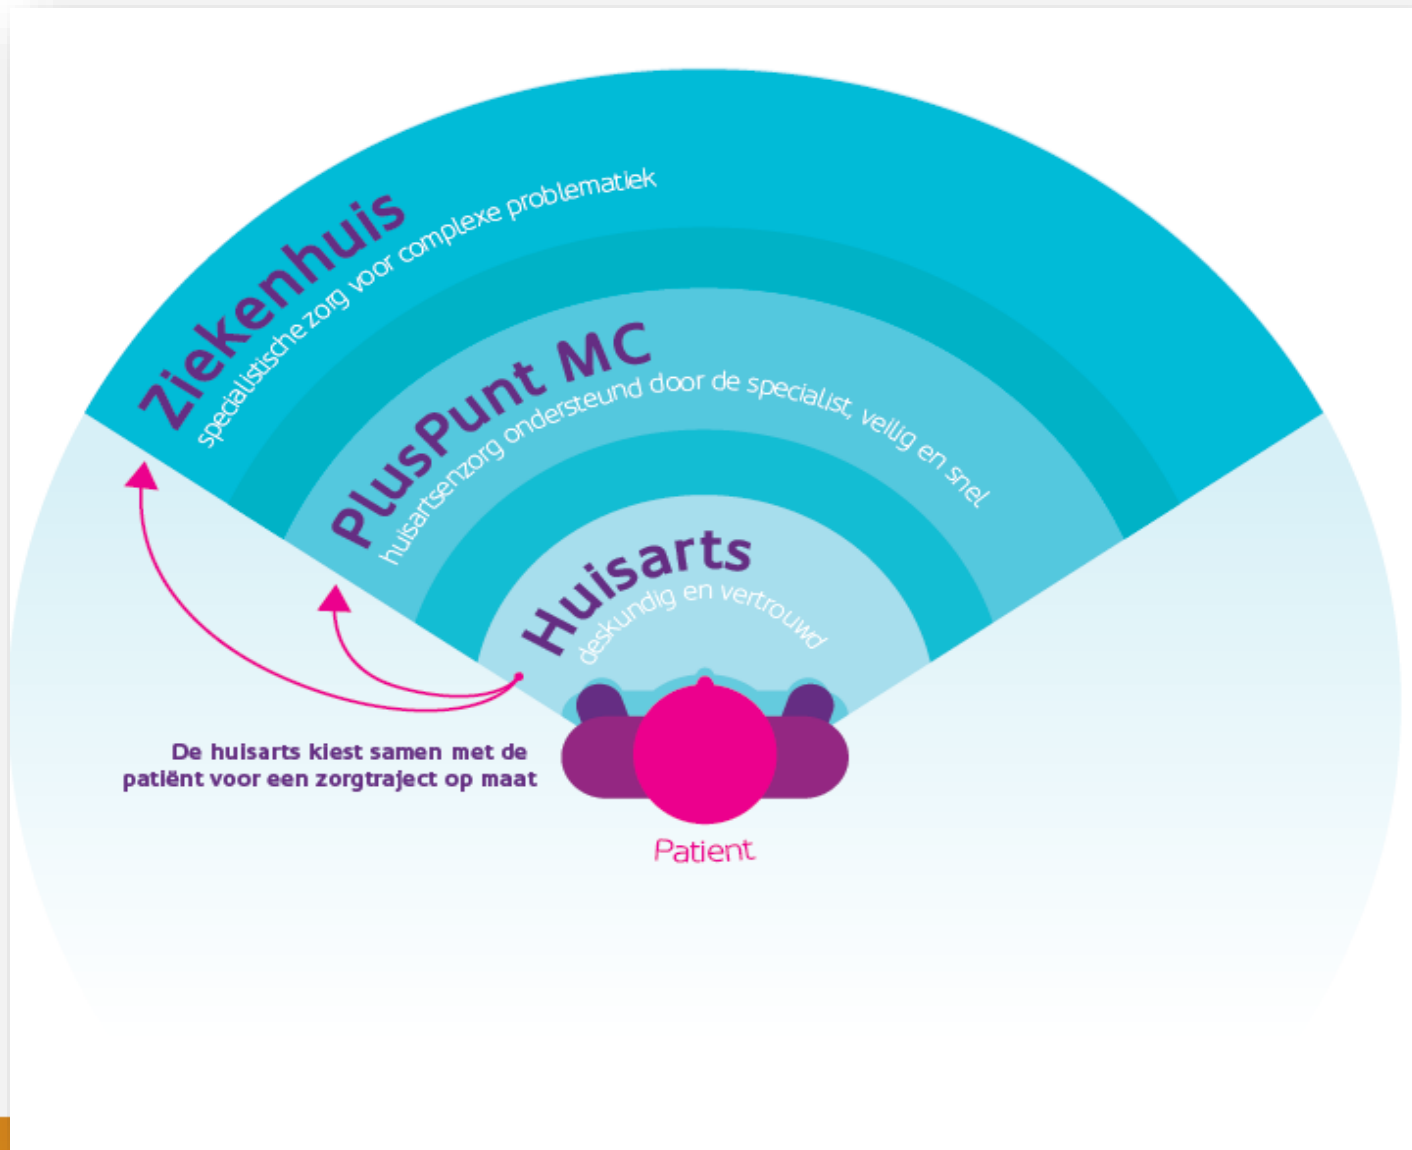 Ziekenhuis
specialistische zorg voor complexe problematiek
PlusPunt MC
huisartsenzorg ondersteund door de specialist, veilig en snel
Huisarts
deskundig en vertrouwd
De huisarts kiest samen met de
patiënt voor een zorgtraject op maat
Patient